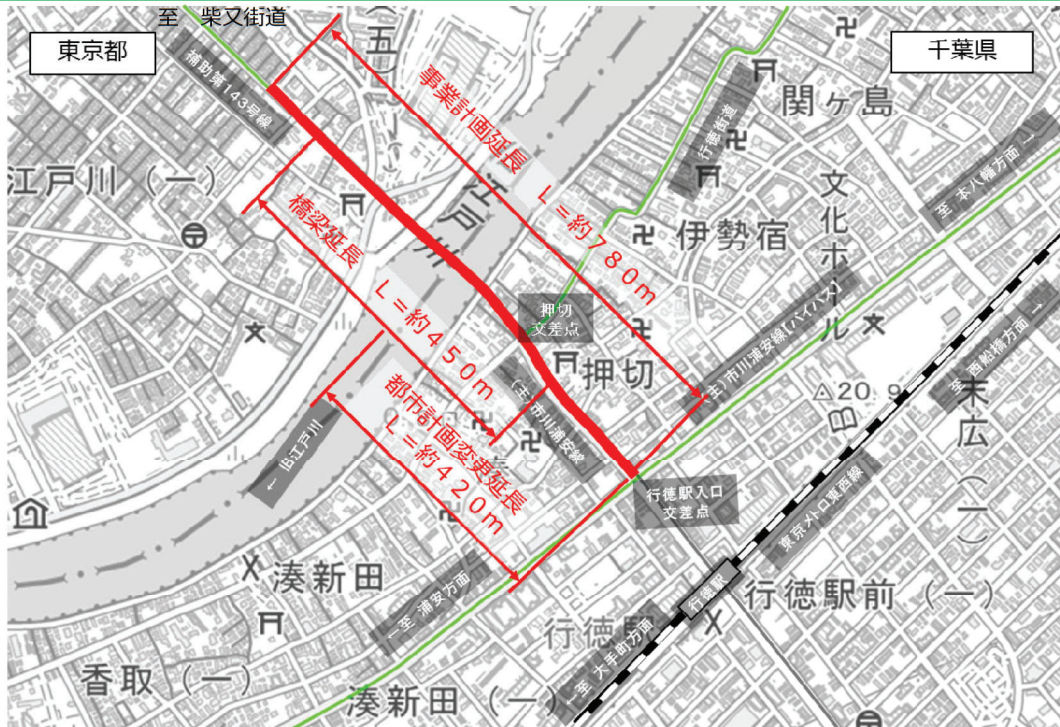 至 柴又街道
東京都
千葉県
補助第143号線
五
事業計画延長 L=約780m
関ヶ島
行徳街道
至 本八幡方面→
江戸川(一)
江戸川
橋梁延長 L=約450m
伊勢宿
文化ホール
押切
交差点
押切
(主)市川浦安線[バイパス]
至 西船橋方面→
△20.9
末広(一)
都市計画変更延長
L=約420m
(主)市川浦安線
← 旧江戸川
行徳駅入口
交差点
東京メトロ東西線
湊新田
←至 浦安方面
行徳駅
行徳駅前(一)
行徳駅
←至 大手町方面
香取(一)
湊新田(一)